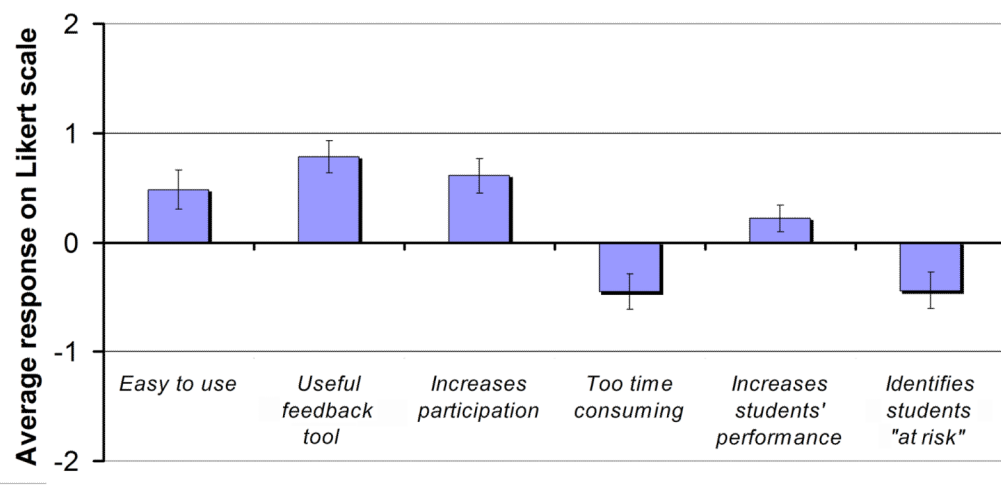 Average response on Likert scale
2
1
0
-1
-2
Easy to use
Useful
feedback
tool
Increases
participation
Too time
consuming
Increases
students'
performance
Identifies
students
"at risk"